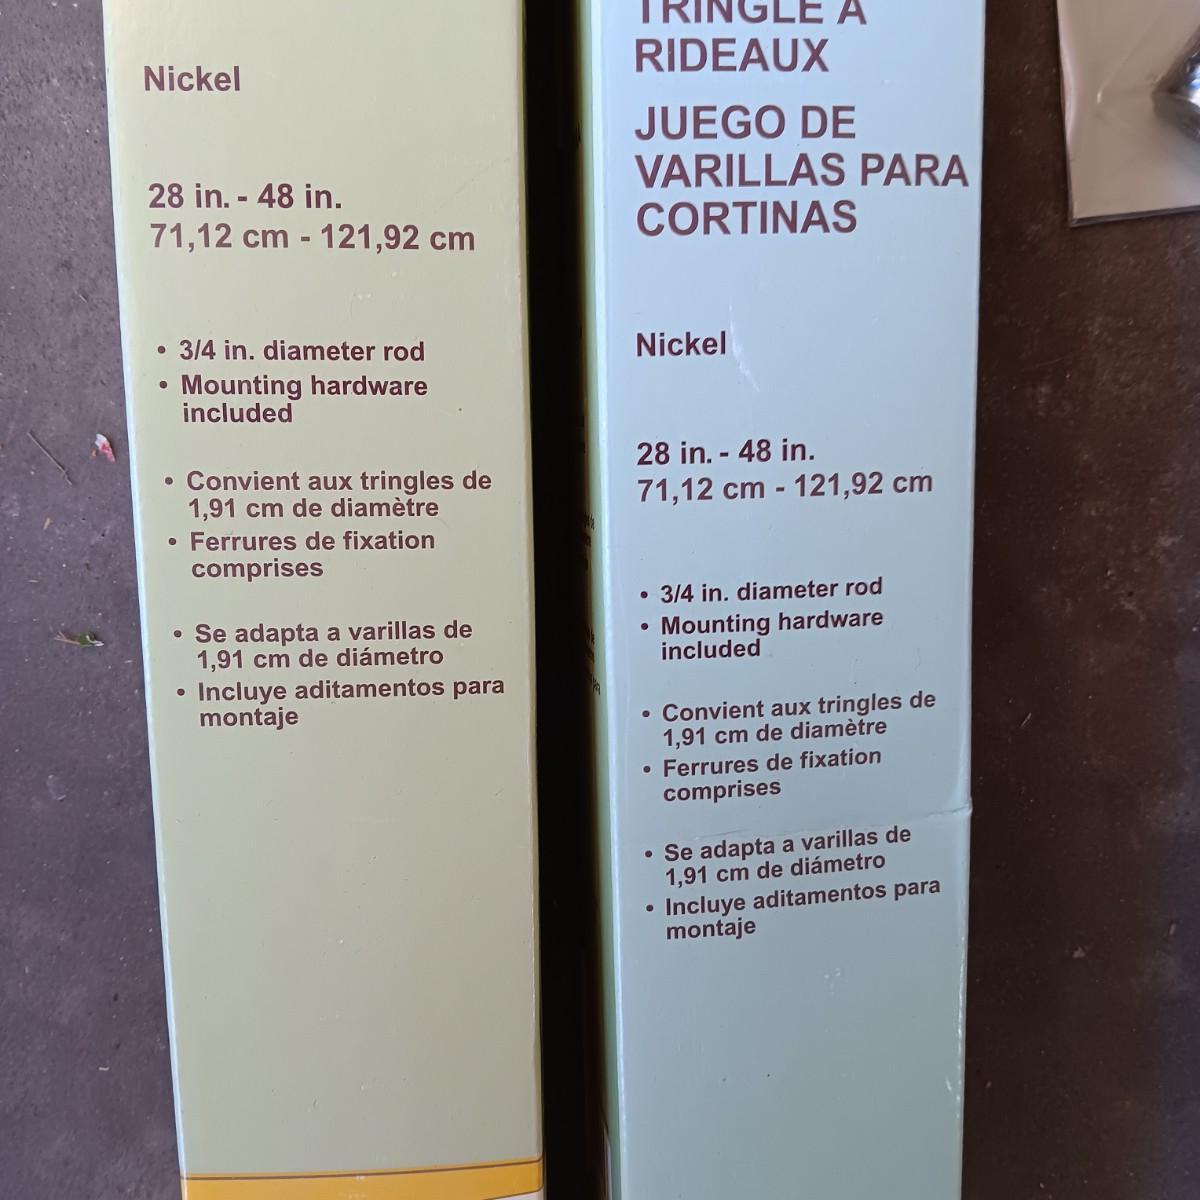 Nickel
28 in. - 48 in.
71,12 cm - 121,92 cm
• 3/4 in. diameter rod
• Mounting hardware
included
• Convient aux tringles de
1,91 cm de diamètre
• Ferrures de fixation
comprises
• Se adapta a varillas de
1,91 cm de diámetro
• Incluye aditamentos para
montaje
TRINGLE À
RIDEAUX
JUEGO DE
VARILLAS PARA
CORTINAS
Nickel
28 in. - 48 in.
71,12 cm - 121,92 cm
• 3/4 in. diameter rod
• Mounting hardware
included
• Convient aux tringles de
1,91 cm de diamètre
• Ferrures de fixation
comprises
• Se adapta a varillas de
1,91 cm de diámetro
• Incluye aditamentos para
montaje